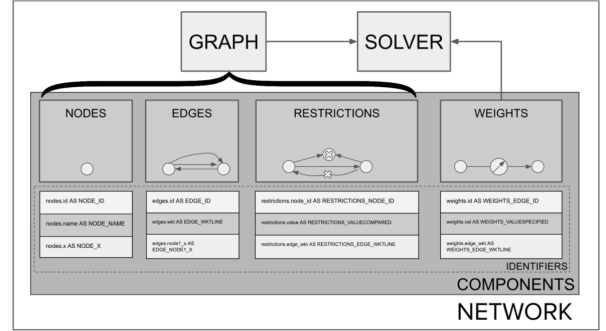 GRAPH
SOLVER
NODES
EDGES
RESTRICTIONS
WEIGHTS
nodes.id AS NODE_ID
nodes.name AS NODE_NAME
nodes.x AS NODE_X
edges.id AS EDGE_ID
edges.wkt AS EDGE_WKTLINE
edges.node1_x AS
EDGE_NODE1_X
restrictions.node_id AS RESTRICTIONS_NODE_ID
restrictions.value AS RESTRICTIONS_VALUECOMPARED
restrictions.edge_wkt AS RESTRICTIONS_EDGE_WKTLINE
weights.id AS WEIGHTS_EDGE_ID
weights.val AS WEIGHTS_VALUESPECIFIED
weights.edge_wkt AS
WEIGHTS_EDGE_WKTLINE
IDENTIFIERS
COMPONENTS
NETWORK